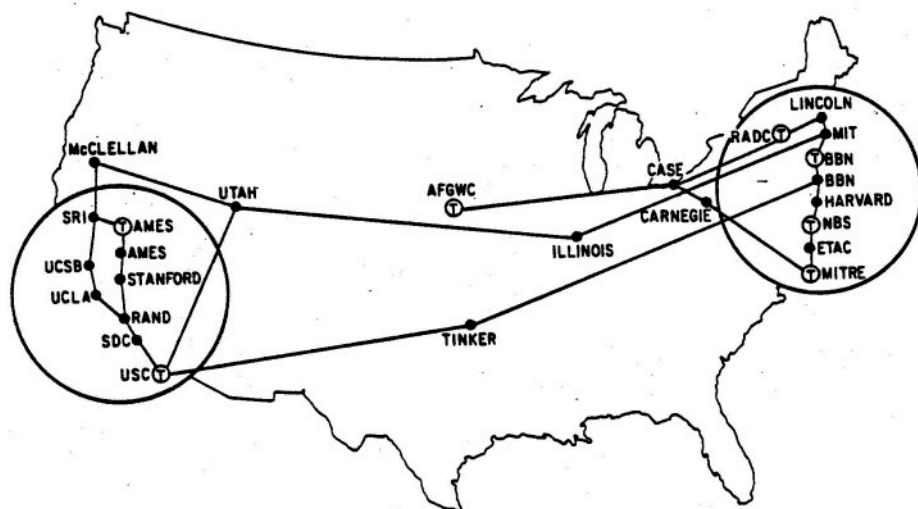 LINCOLN
RADC T
MIT
McCLELLAN
T BBN
CASE
UTAH
AFGWC
T
BBN
HARVARD
CARNEGIE
SRI
T AMES
T NBS
ILLINOIS
ETAC
AMES
UCSB
MITRE
T
STANFORD
UCLA
RAND
TINKER
SDC
USC T